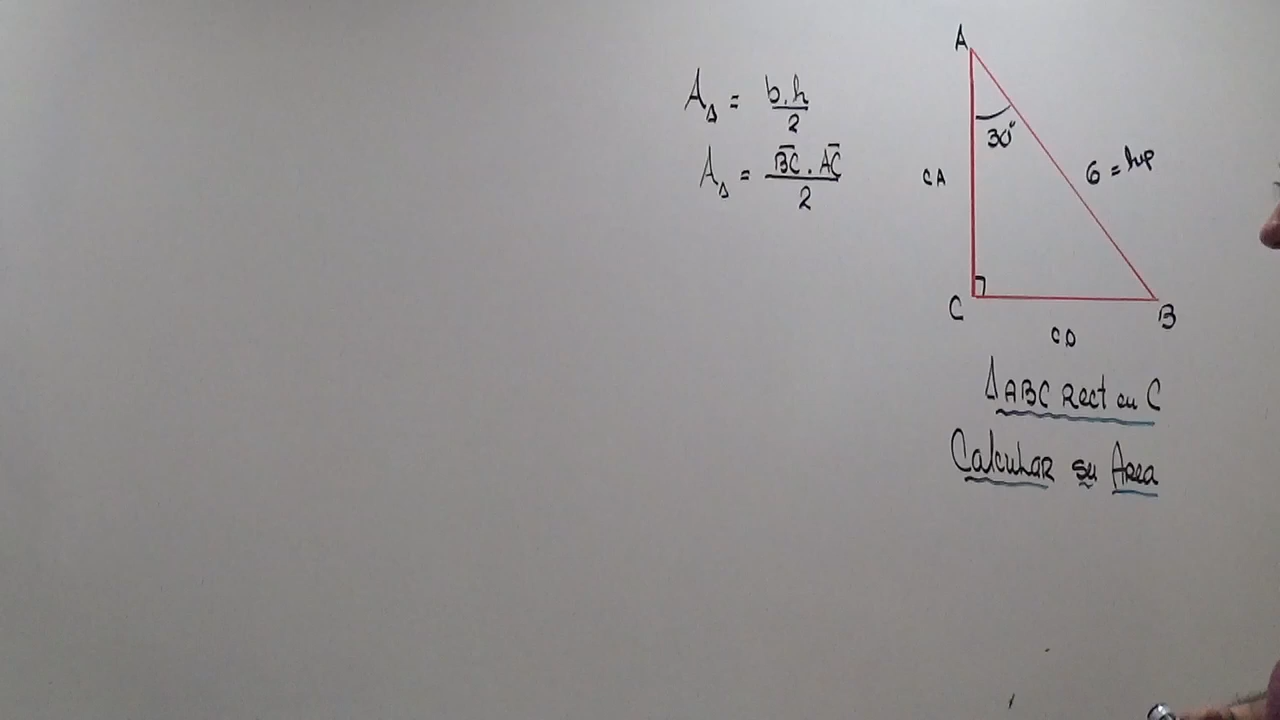 A
A△ = b.h/2
30°
A△ = BC . AC/2
CA
6 = hip
C
B
CO
△ABC Rect en C
Calcular su Area